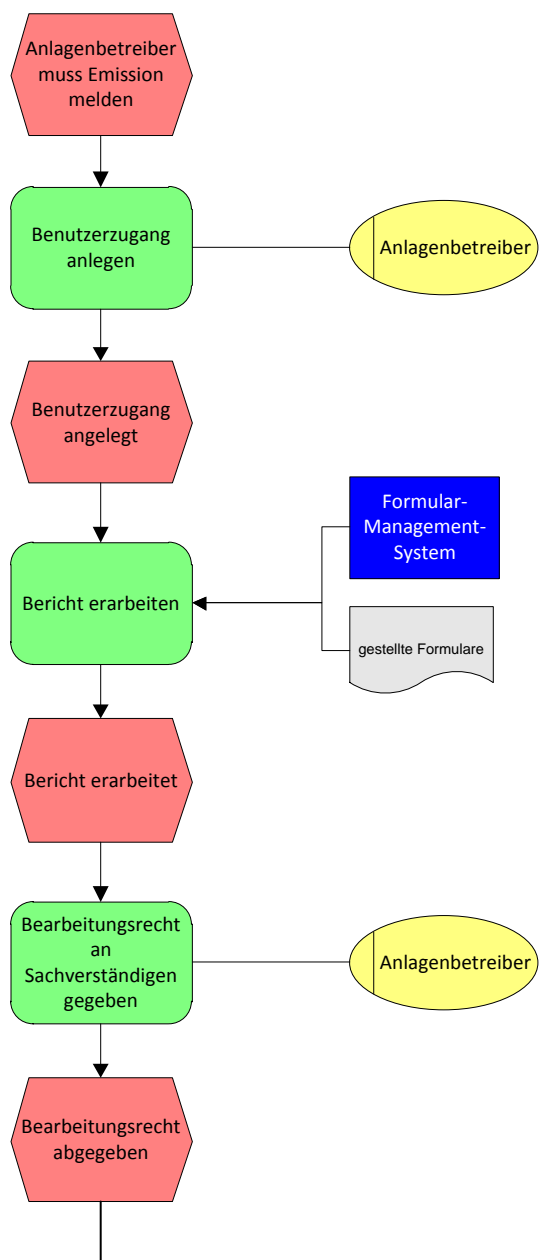 Anlagenbetreiber
muss Emission
melden
Benutzerzugang
anlegen
Anlagenbetreiber
Benutzerzugang
angelegt
Formular-
Management-
System
Bericht erarbeiten
gestellte Formulare
Bericht erarbeitet
Bearbeitungsrecht
an
Sachverständigen
gegeben
Anlagenbetreiber
Bearbeitungsrecht
abgegeben